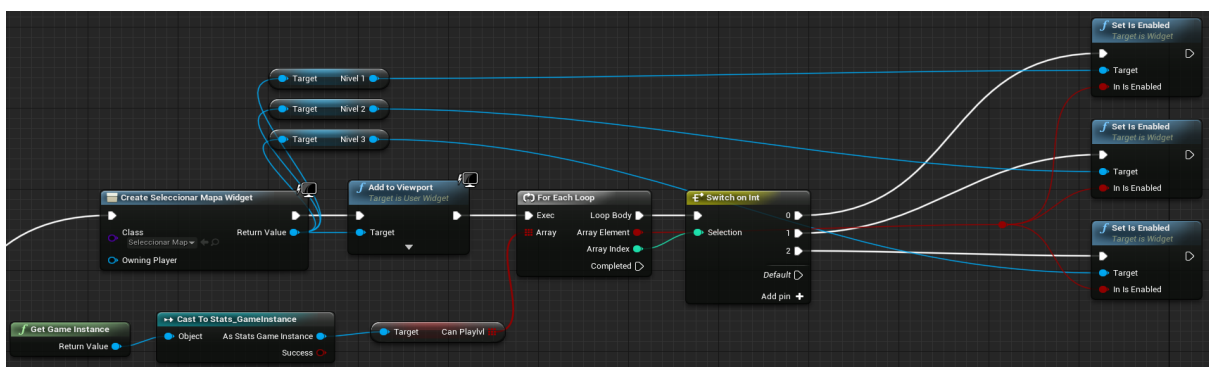 Set Is Enabled
Target is Widget
Target
In Is Enabled
Target Nivel 1
Target Nivel 2
Target Nivel 3
Set Is Enabled
Target is Widget
Target
In Is Enabled
Create Seleccionar Mapa Widget
Class
Seleccionar Map
Return Value
Owning Player
Add to Viewport
Target is User Widget
Target
For Each Loop
Exec Loop Body
Array Array Element
Array Index
Completed
Switch on Int
0
Selection 1
2
Default
Add pin
Set Is Enabled
Target is Widget
Target
In Is Enabled
Get Game Instance
Return Value
Cast To Stats_GameInstance
Object As Stats Game Instance
Success
Target Can Playlvl